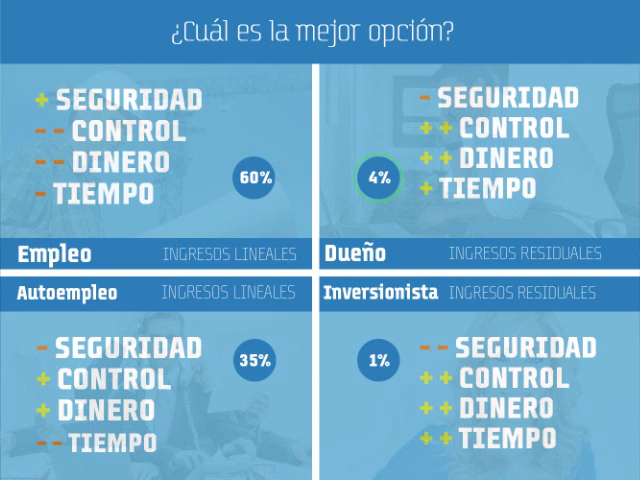 ¿Cuál es la mejor opción?
+ SEGURIDAD
- - CONTROL
- - DINERO
- TIEMPO
60%
Empleo INGRESOS LINEALES
- SEGURIDAD
+ + CONTROL
+ + DINERO
+ TIEMPO
4%
Dueño INGRESOS RESIDUALES
Autoempleo INGRESOS LINEALES
- SEGURIDAD
+ CONTROL
+ DINERO
- - TIEMPO
35%
Inversionista INGRESOS RESIDUALES
1%
- - SEGURIDAD
+ + CONTROL
+ + DINERO
+ + TIEMPO